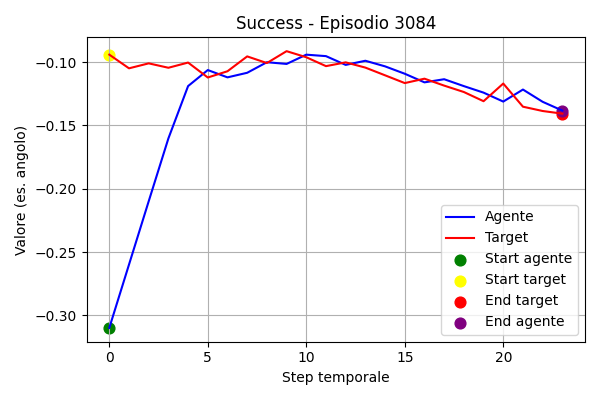 Success - Episodio 3084
Valore (es. angolo)
−0.10
−0.15
−0.20
−0.25
−0.30
Agente
Target
Start agente
Start target
End target
End agente
0
5
10
15
20
Step temporale